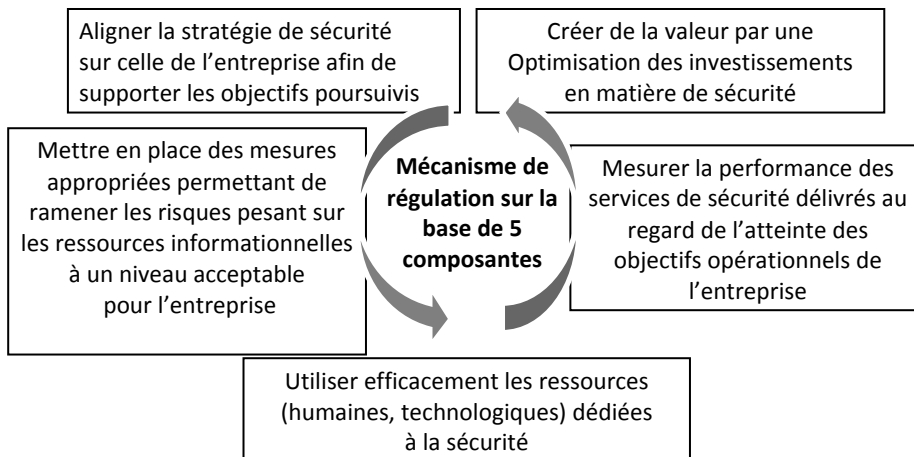 Aligner la stratégie de sécurité
sur celle de l’entreprise afin de
supporter les objectifs poursuivis
Créer de la valeur par une
Optimisation des investissements
en matière de sécurité
Mettre en place des mesures
appropriées permettant de
ramener les risques pesant sur
les ressources informationnelles
à un niveau acceptable
pour l’entreprise
Mécanisme de
régulation sur la
base de 5
composantes
Mesurer la performance des
services de sécurité délivrés au
regard de l’atteinte des
objectifs opérationnels de
l’entreprise
Utiliser efficacement les ressources
(humaines, technologiques) dédiées
à la sécurité